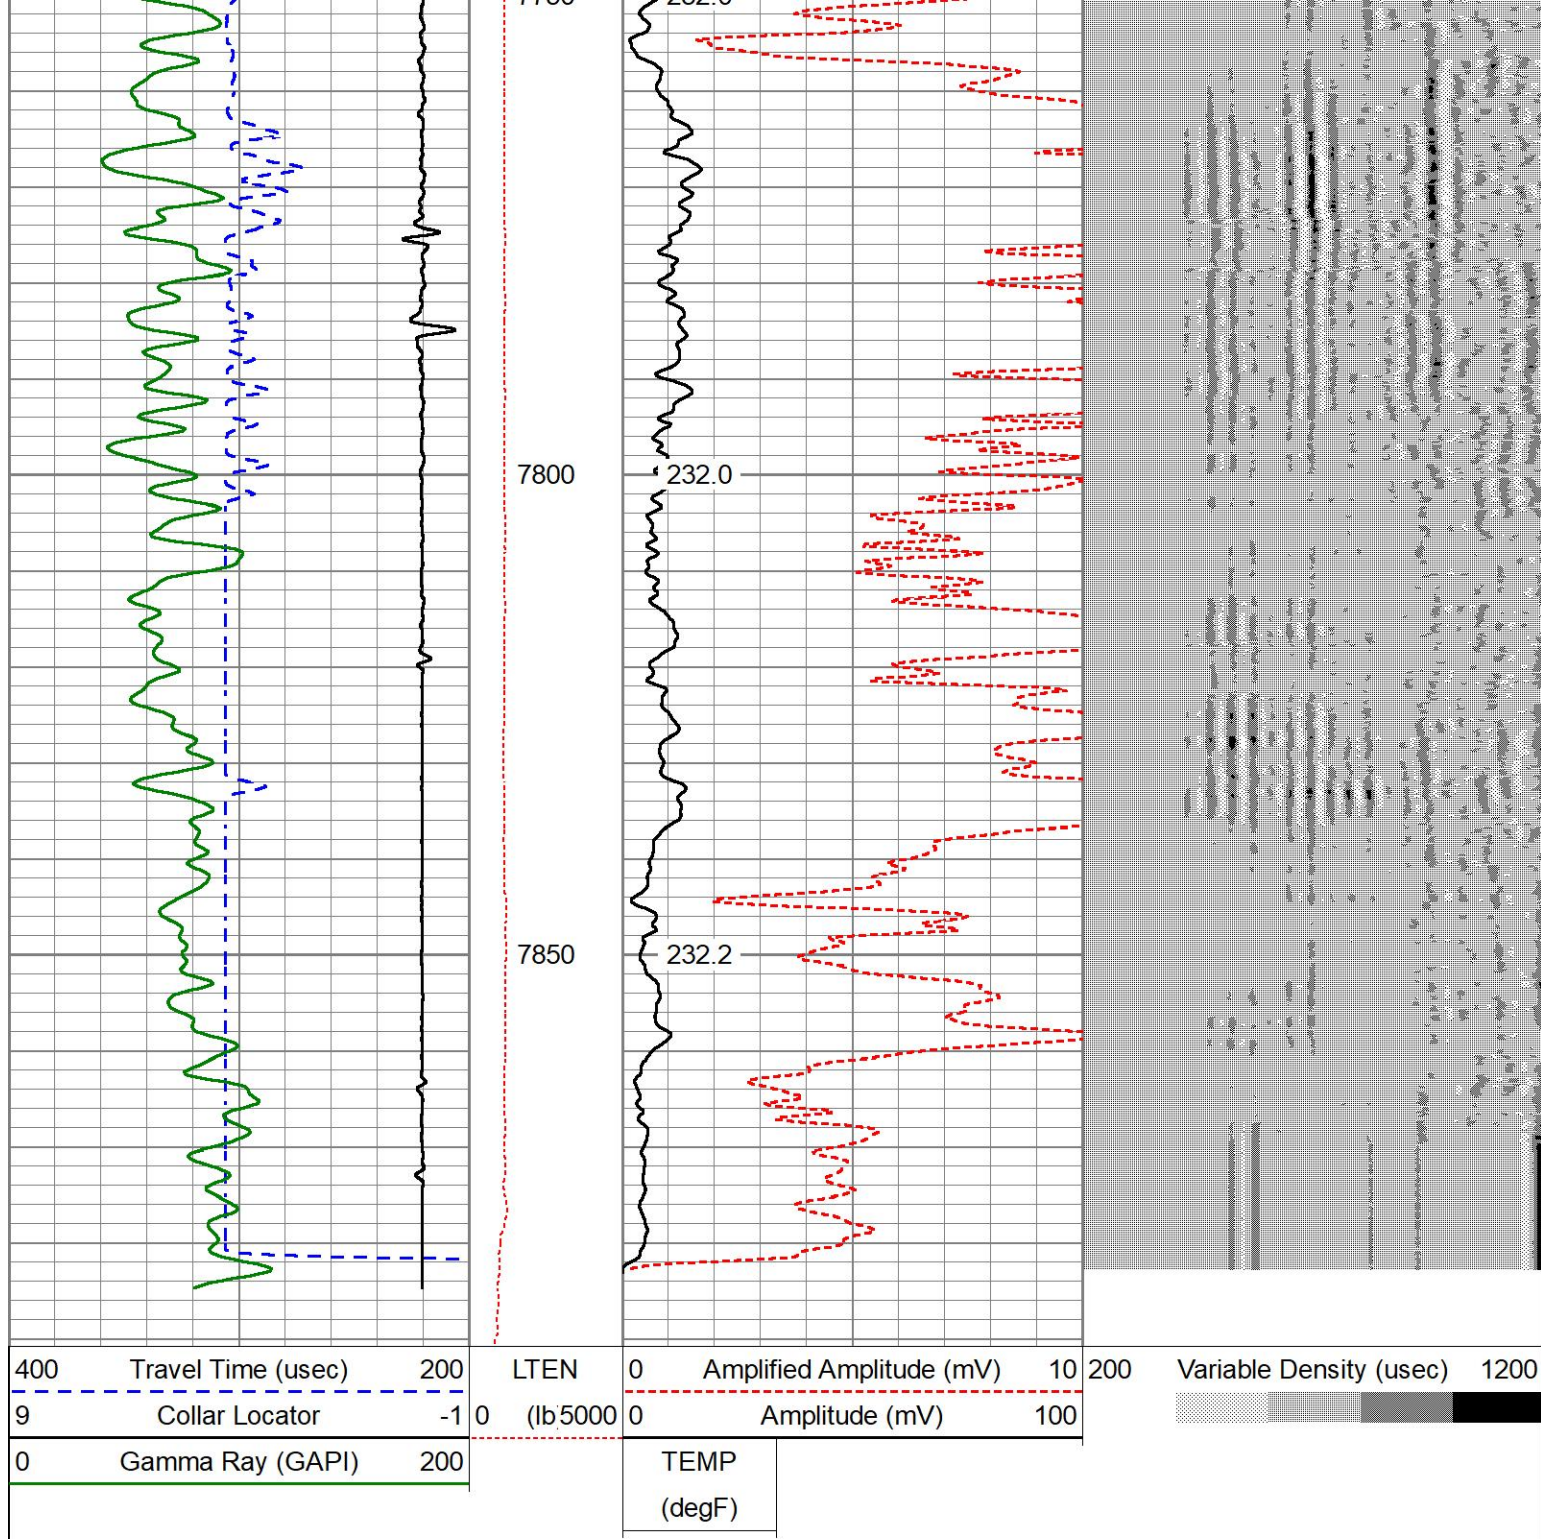 7800 232.0
7850 232.2
400 Travel Time (usec) 200 LTEN 0 Amplified Amplitude (mV) 10 200 Variable Density (usec) 1200
9 Collar Locator -1 0 (lb 5000 0 Amplitude (mV) 100
0 Gamma Ray (GAPI) 200 TEMP
(degF)